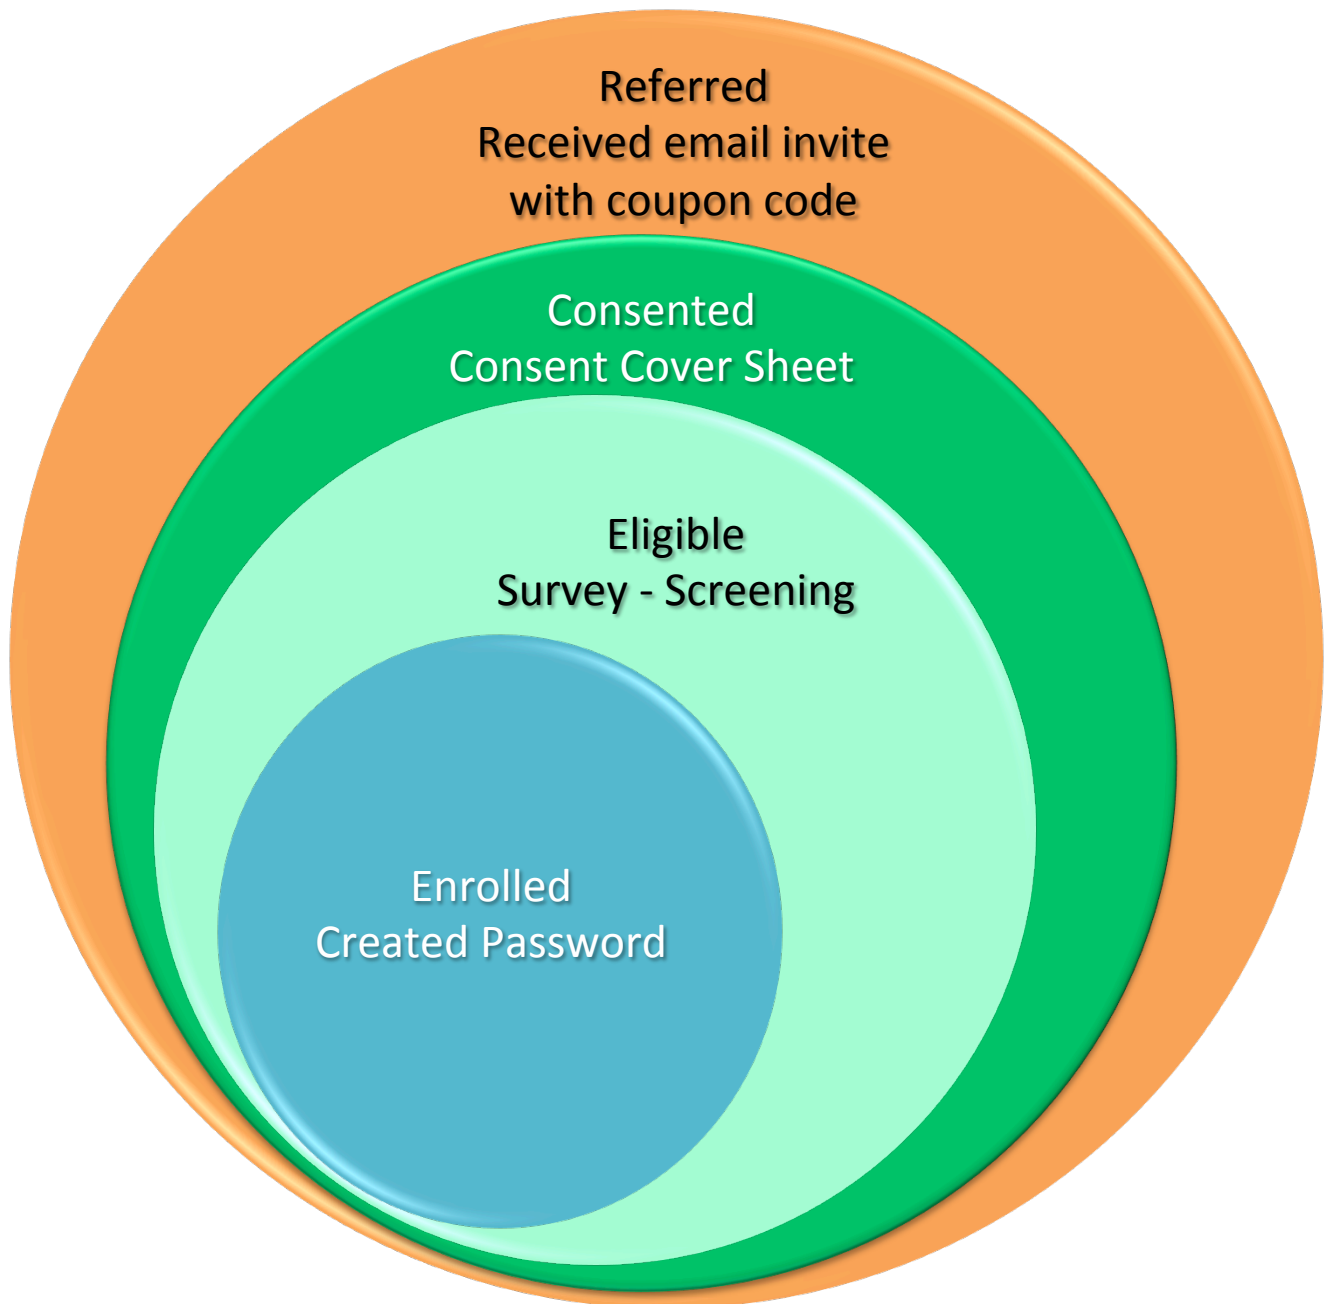 Referred
Received email invite
with coupon code
Consented
Consent Cover Sheet
Eligible
Survey - Screening
Enrolled
Created Password